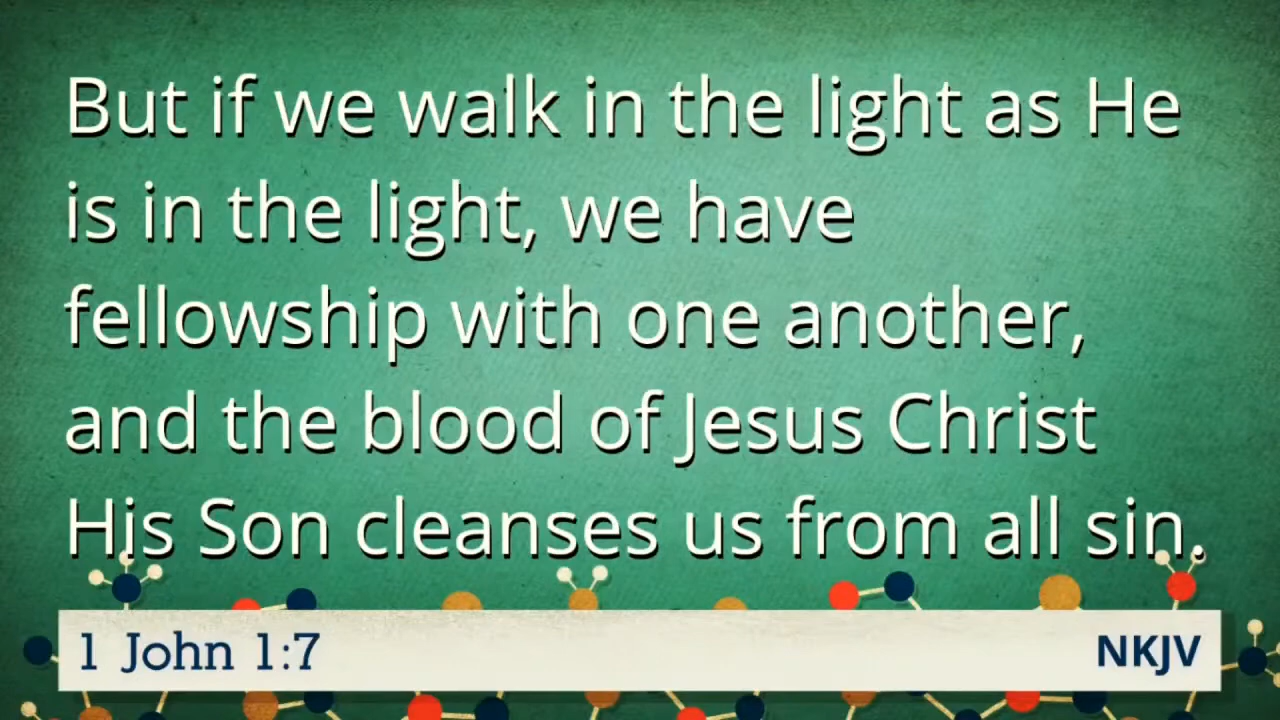 But if we walk in the light as He
is in the light, we have
fellowship with one another,
and the blood of Jesus Christ
His Son cleanses us from all sin.
1 John 1:7 NKJV